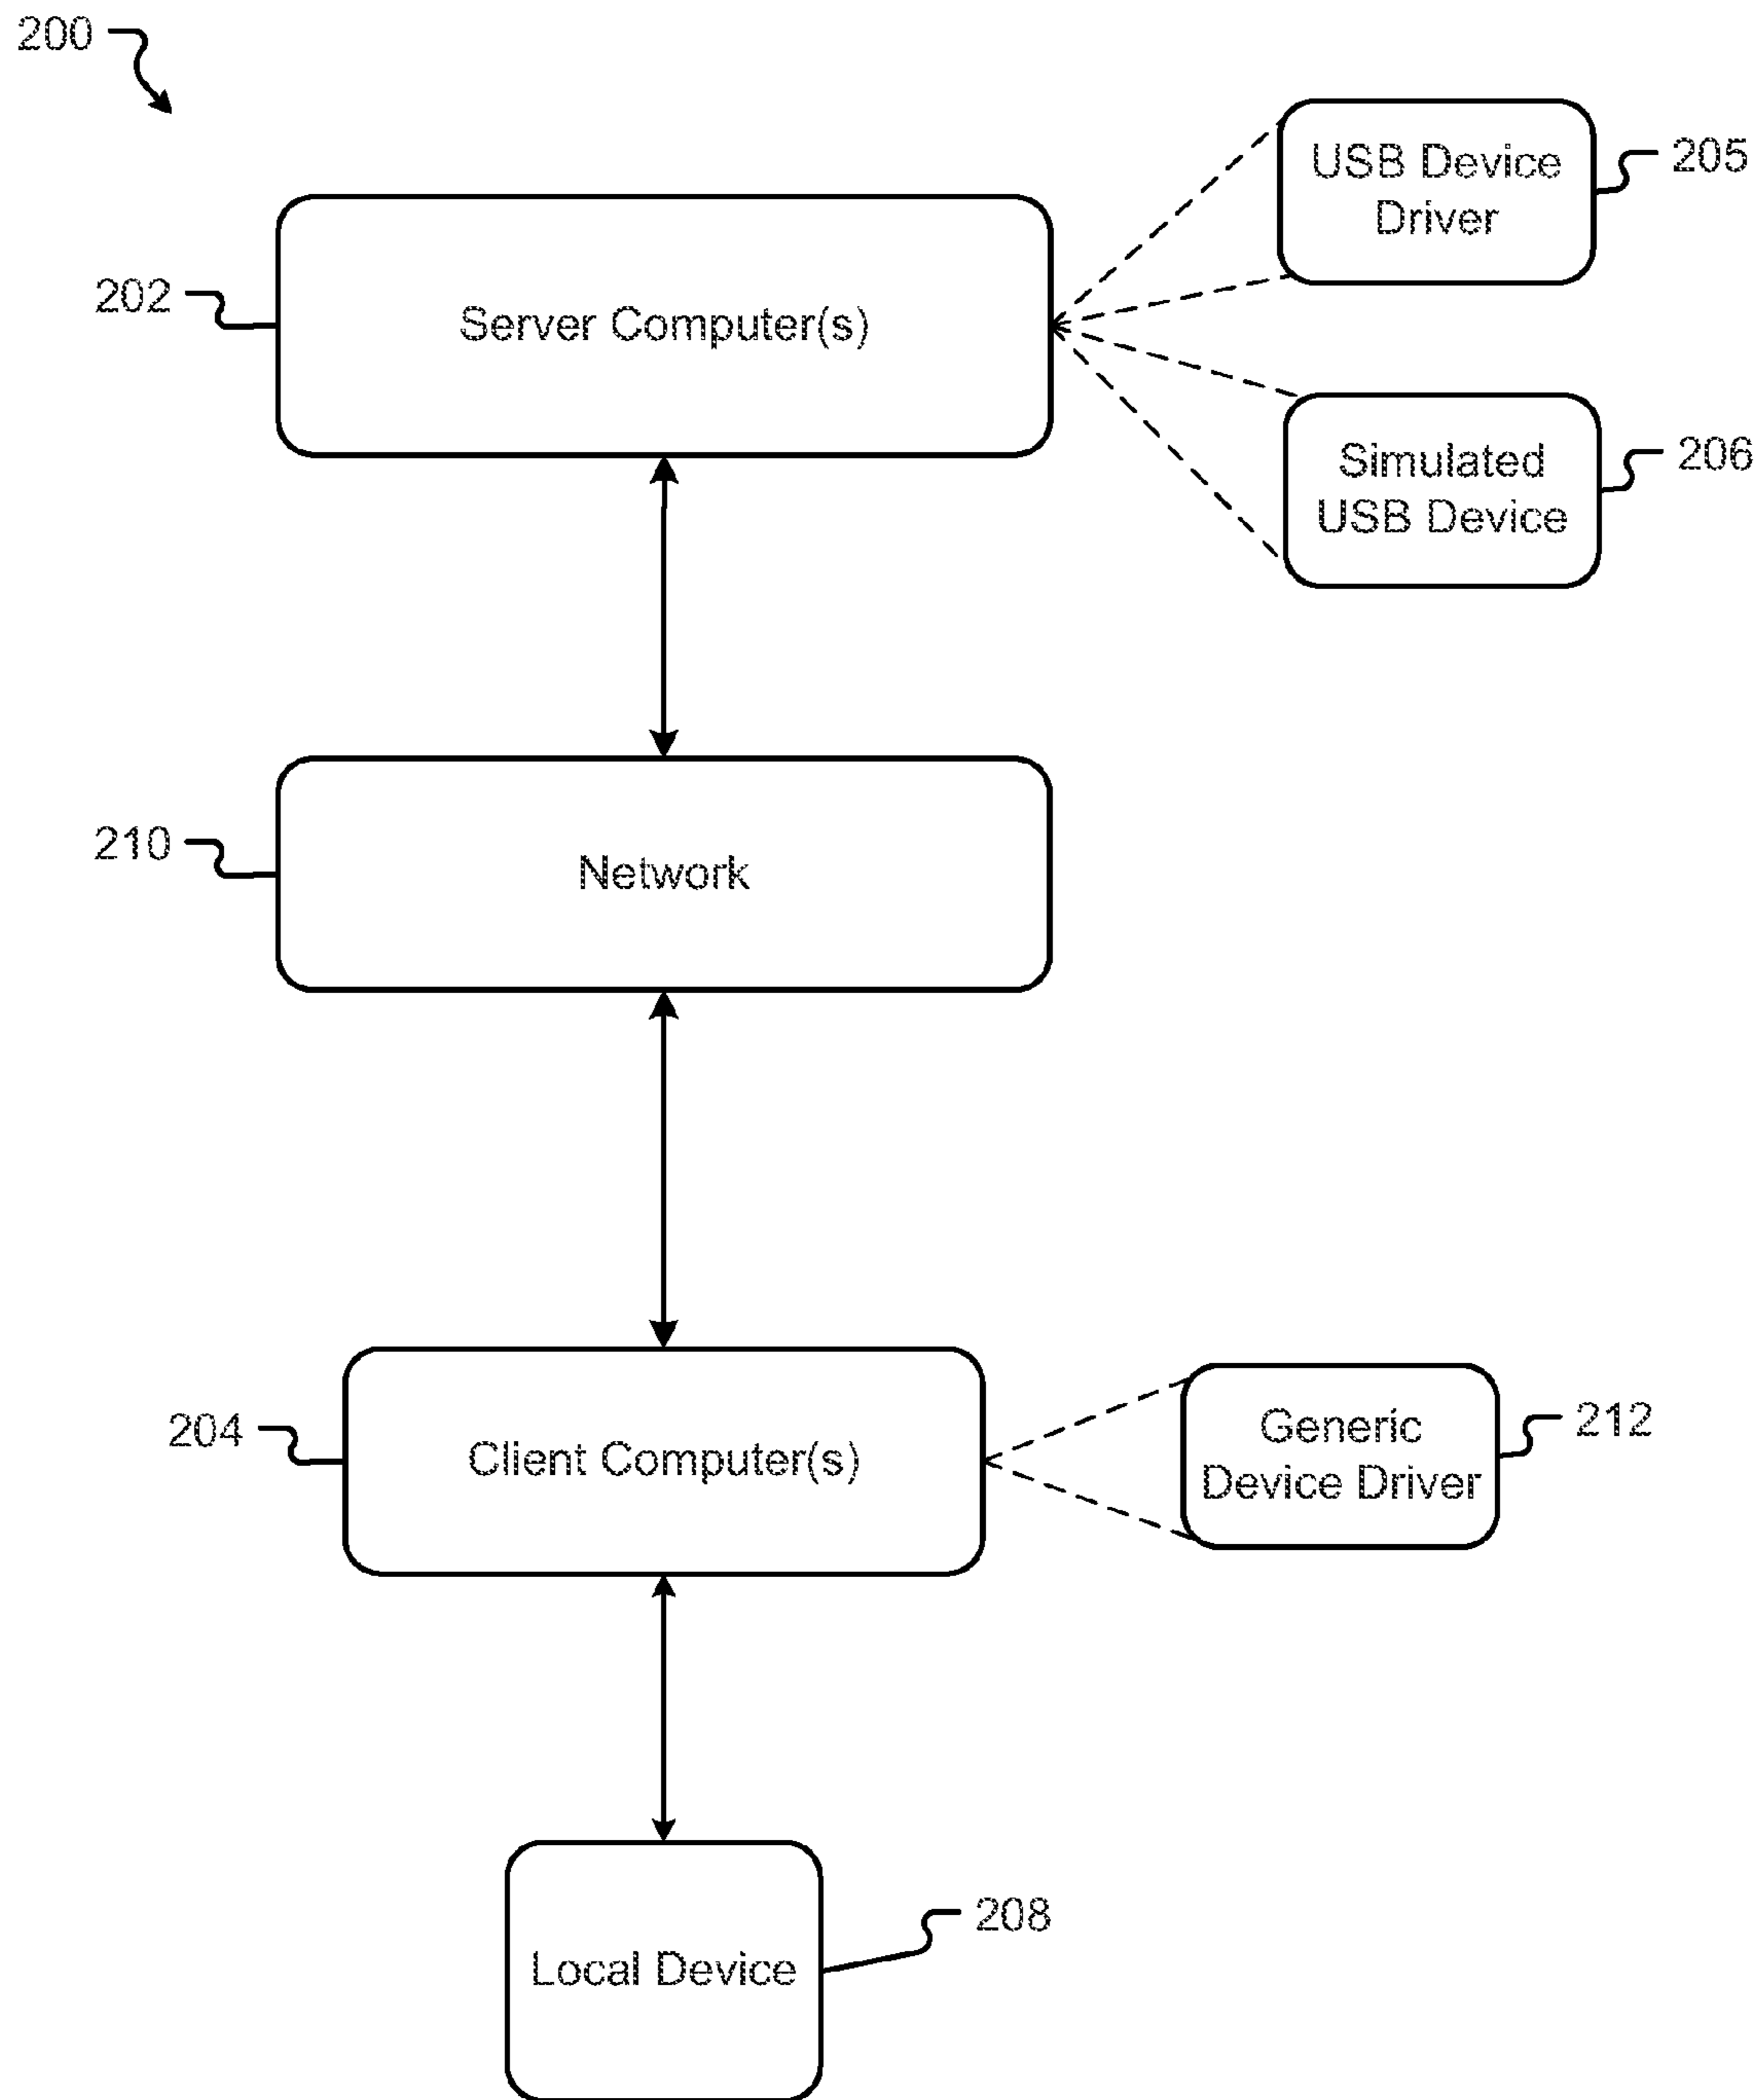 200
USB Device
Driver
205
202
Server Computer(s)
Simulated
USB Device
206
210
Network
204
Client Computer(s)
Generic
Device Driver
212
208
Local Device